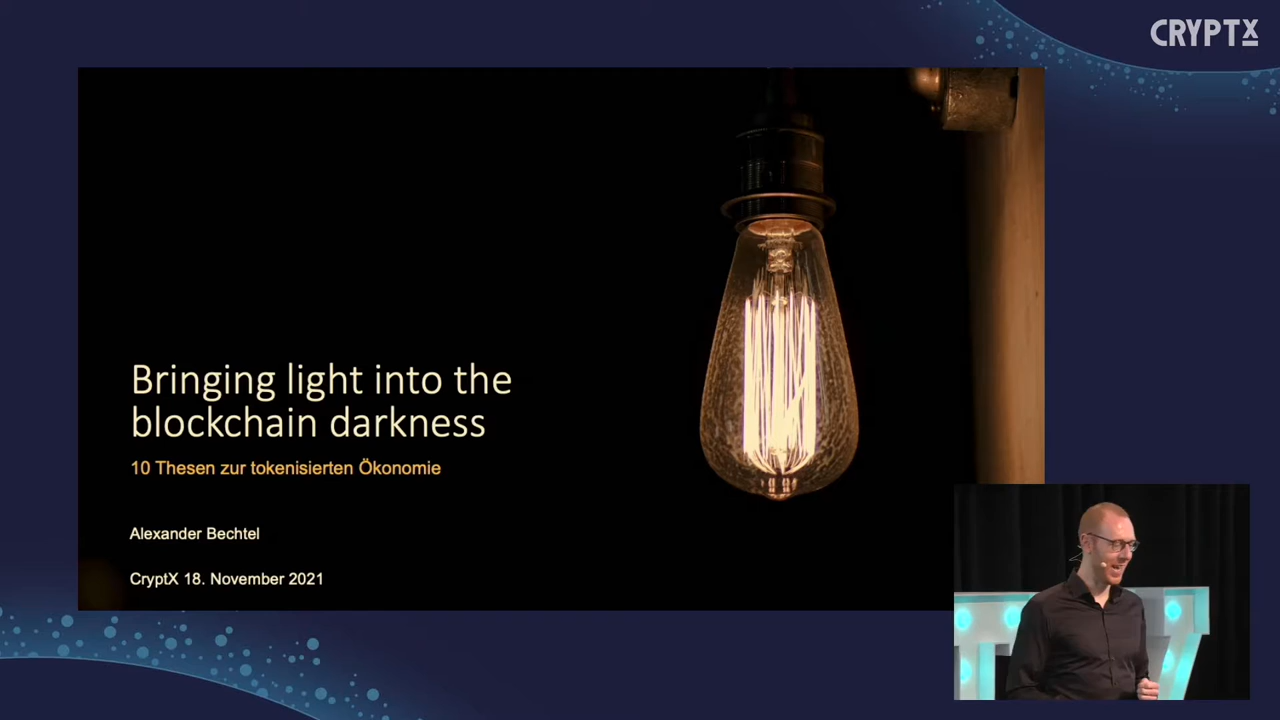 CRYPTX
Bringing light into the
blockchain darkness
10 Thesen zur tokenisierten Ökonomie
Alexander Bechtel
CryptX 18. November 2021